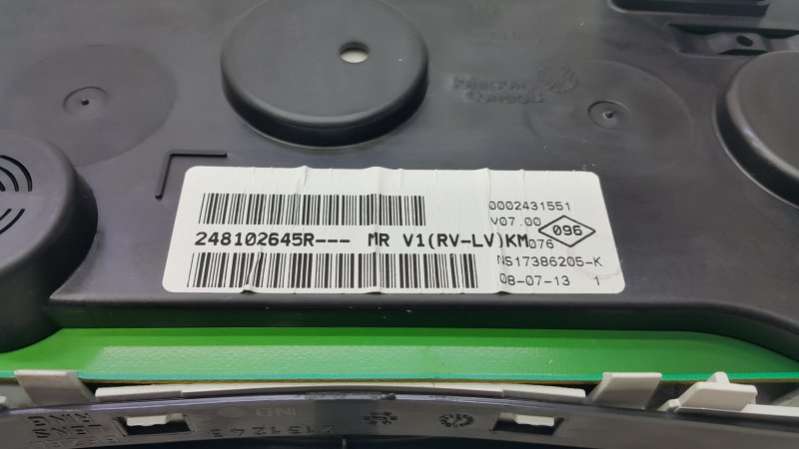 0002431551
V07.00
096
248102645R--- MR V1(RV-LV)KM
076
NS17386205-K
08-07-13 1